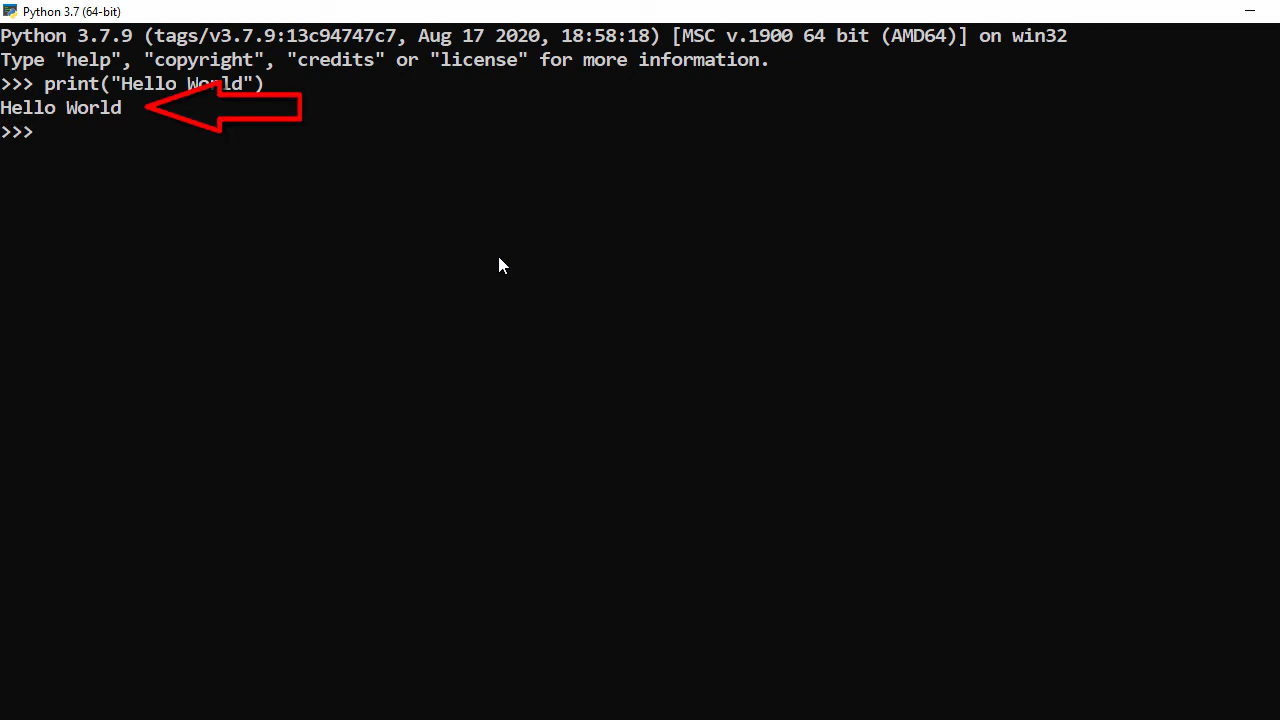 Python 3.7 (64-bit)
Python 3.7.9 (tags/v3.7.9:13c94747c7, Aug 17 2020, 18:58:18) [MSC v.1900 64 bit (AMD64)] on win32
Type "help", "copyright", "credits" or "license" for more information.
>>> print("Hello World")
Hello World
>>>